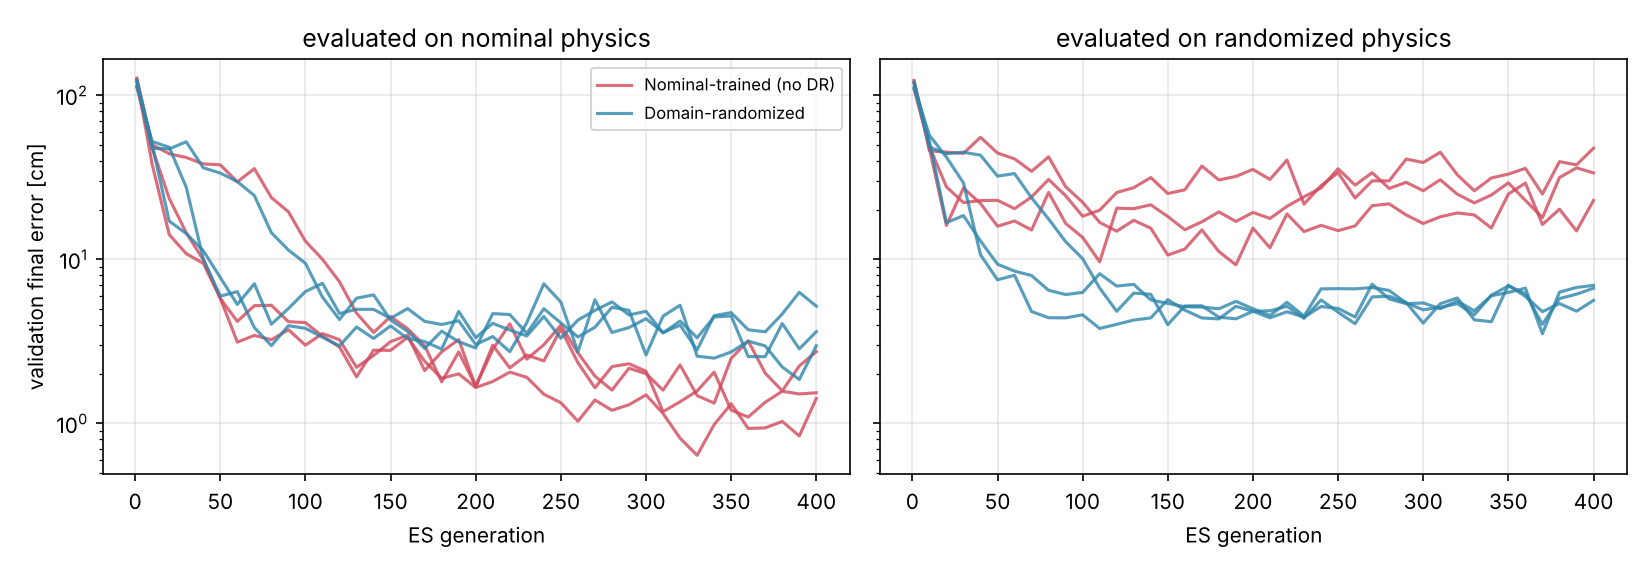 evaluated on nominal physics
validation final error [cm]
10²
10¹
10⁰
Nominal-trained (no DR)
Domain-randomized
0 50 100 150 200 250 300 350 400
ES generation
evaluated on randomized physics
0 50 100 150 200 250 300 350 400
ES generation